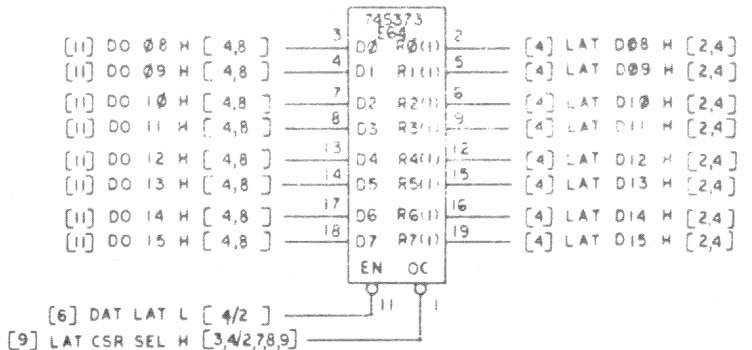 74S373
E64
[11] DO Ø8 H [ 4,8 ] 3 DØ RØ(1) 2 [4] LAT DØ8 H [2,4]
[11] DO Ø9 H [ 4,8 ] 4 D1 R1(1) 5 [4] LAT DØ9 H [2,4]
[11] DO 1Ø H [ 4,8 ] 7 D2 R2(1) 6 [4] LAT D1Ø H [2,4]
[11] DO 11 H [ 4,8 ] 8 D3 R3(1) 9 [4] LAT D11 H [2,4]
[11] DO 12 H [ 4,8 ] 13 D4 R4(1) 12 [4] LAT D12 H [2,4]
[11] DO 13 H [ 4,8 ] 14 D5 R5(1) 15 [4] LAT D13 H [2,4]
[11] DO 14 H [ 4,8 ] 17 D6 R6(1) 16 [4] LAT D14 H [2,4]
[11] DO 15 H [ 4,8 ] 18 D7 R7(1) 19 [4] LAT D15 H [2,4]
EN OC
11 1
[6] DAT LAT L [ 4/2 ]
[9] LAT CSR SEL H [3,4/2,7,8,9]